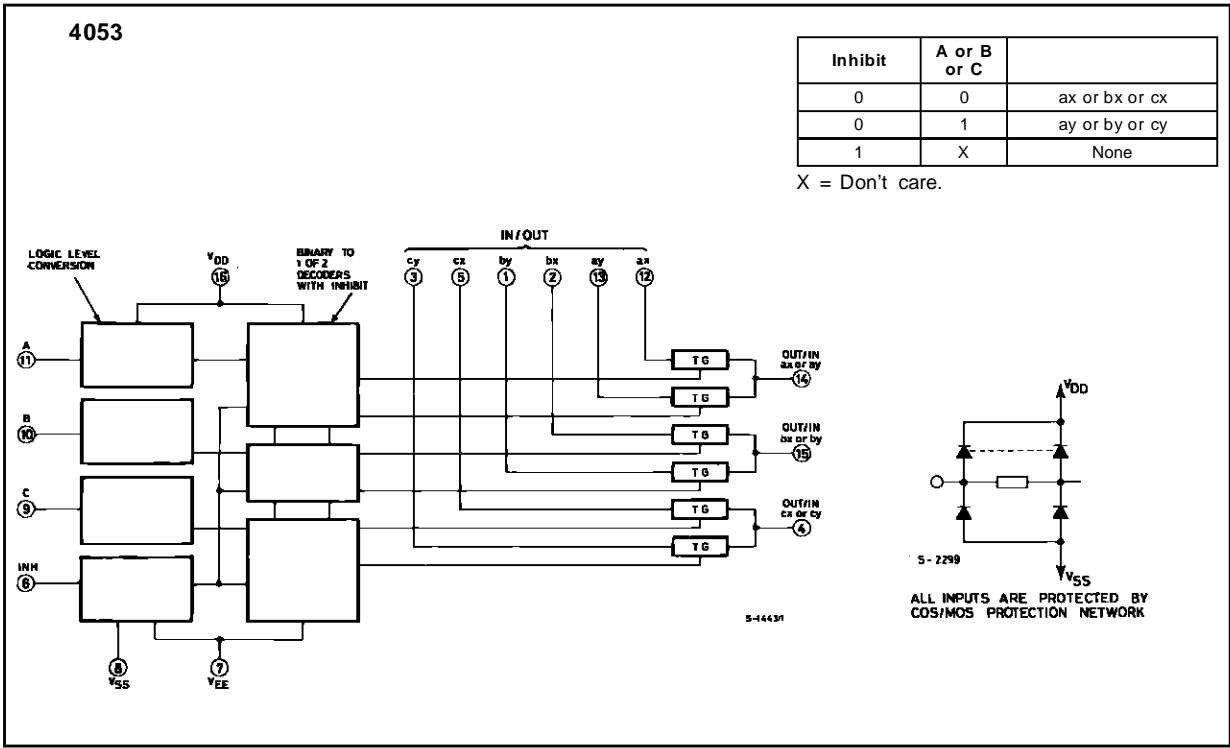 4053
Inhibit A or B or C
0 0 ax or bx or cx
0 1 ay or by or cy
1 X None
X = Don't care.
IN/OUT
LOGIC LEVEL
CONVERSION
VDD
16
BINARY TO
1 OF 2
DECODERS
WITH INHIBIT
cy cx by bx ay ax
3 5 1 2 13 12
A
11
B
10
C
9
INH
6
8
VSS
7
VEE
TG
TG
TG
TG
TG
TG
OUT/IN
ax or ay
14
OUT/IN
bx or by
15
OUT/IN
cx or cy
4
S-1443/1
VDD
S-2299
VSS
ALL INPUTS ARE PROTECTED BY
COS/MOS PROTECTION NETWORK